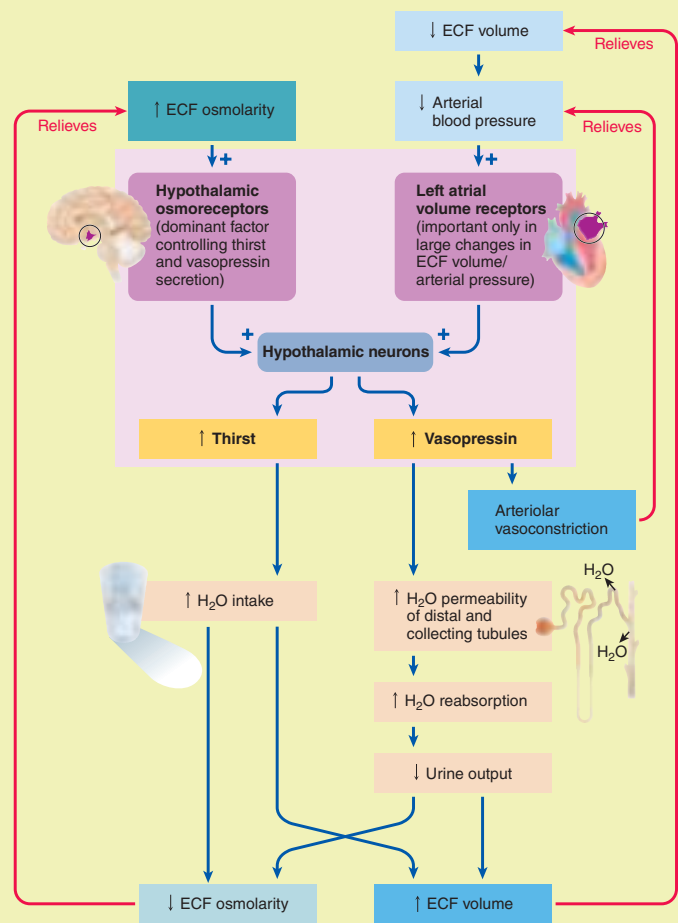 ↓ ECF volume
Relieves
↑ ECF osmolarity
Relieves
↓ Arterial
blood pressure
Relieves
+
+
Hypothalamic
osmoreceptors
(dominant factor
controlling thirst
and vasopressin
secretion)
Left atrial
volume receptors
(important only in
large changes in
ECF volume/
arterial pressure)
+
+
Hypothalamic neurons
↑ Thirst
↑ Vasopressin
Arteriolar
vasoconstriction
↑ H₂O intake
↑ H₂O permeability
of distal and
collecting tubules
H₂O
H₂O
↑ H₂O reabsorption
↓ Urine output
↓ ECF osmolarity
↑ ECF volume